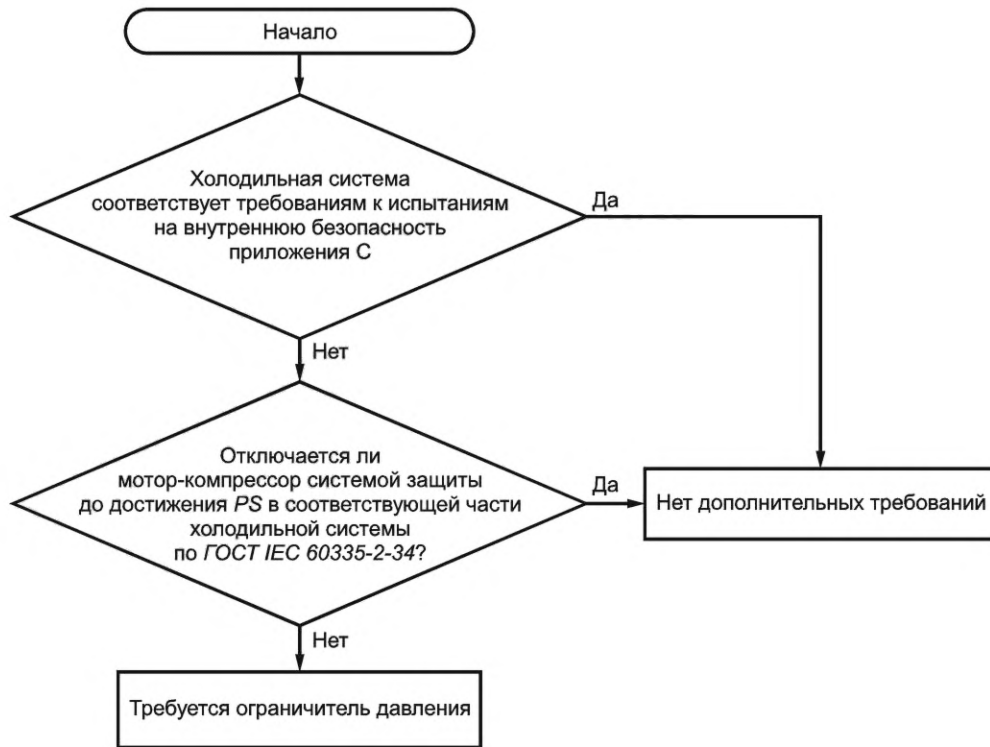 Начало
Холодильная система
соответствует требованиям к испытаниям
на внутреннюю безопасность
приложения С
Да
Нет
Отключается ли
мотор-компрессор системой защиты
до достижения PS в соответствующей части
холодильной системы
по ГОСТ IEC 60335-2-34?
Да
Нет дополнительных требований
Нет
Требуется ограничитель давления